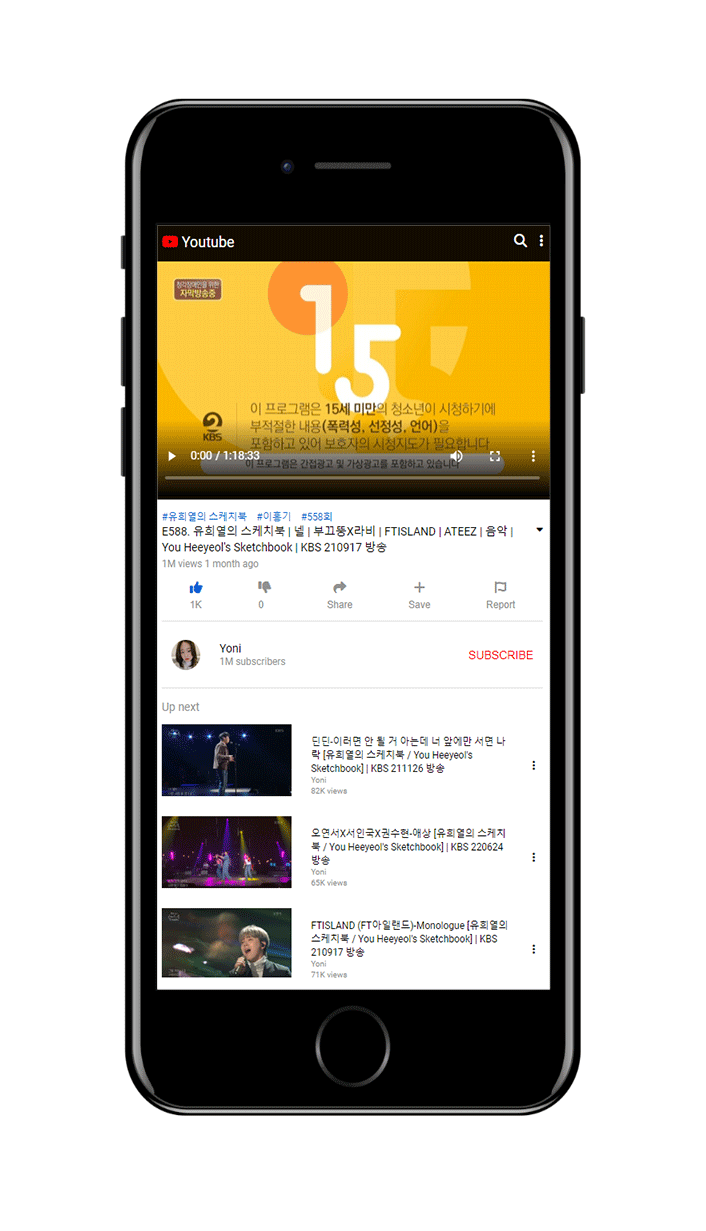 Youtube
청각장애인을 위한
자막방송중
15
이 프로그램은 15세 미만의 청소년이 시청하기에
부적절한 내용(폭력성, 선정성, 언어)을
포함하고 있어 보호자의 시청지도가 필요합니다
KBS
0:00 / 1:18:33
이 프로그램은 간접광고 및 가상광고를 포함하고 있습니다
#유희열의 스케치북 #이홍기 #558회
E588. 유희열의 스케치북 | 넬 | 부끄뚱X라비 | FTISLAND | ATEEZ | 음악 |
You Heeyeol's Sketchbook | KBS 210917 방송
1M views 1 month ago
1K 0 Share Save Report
Yoni
1M subscribers
SUBSCRIBE
Up next
딘딘-이러면 안 될 거 아는데 너 앞에만 서면 나
락 [유희열의 스케치북 / You Heeyeol's
Sketchbook] | KBS 211126 방송
Yoni
82K views
오연서X서인국X권수현-애상 [유희열의 스케치
북 / You Heeyeol's Sketchbook] | KBS 220624
방송
Yoni
65K views
FTISLAND (FT아일랜드)-Monologue [유희열의
스케치북 / You Heeyeol's Sketchbook] | KBS
210917 방송
Yoni
71K views